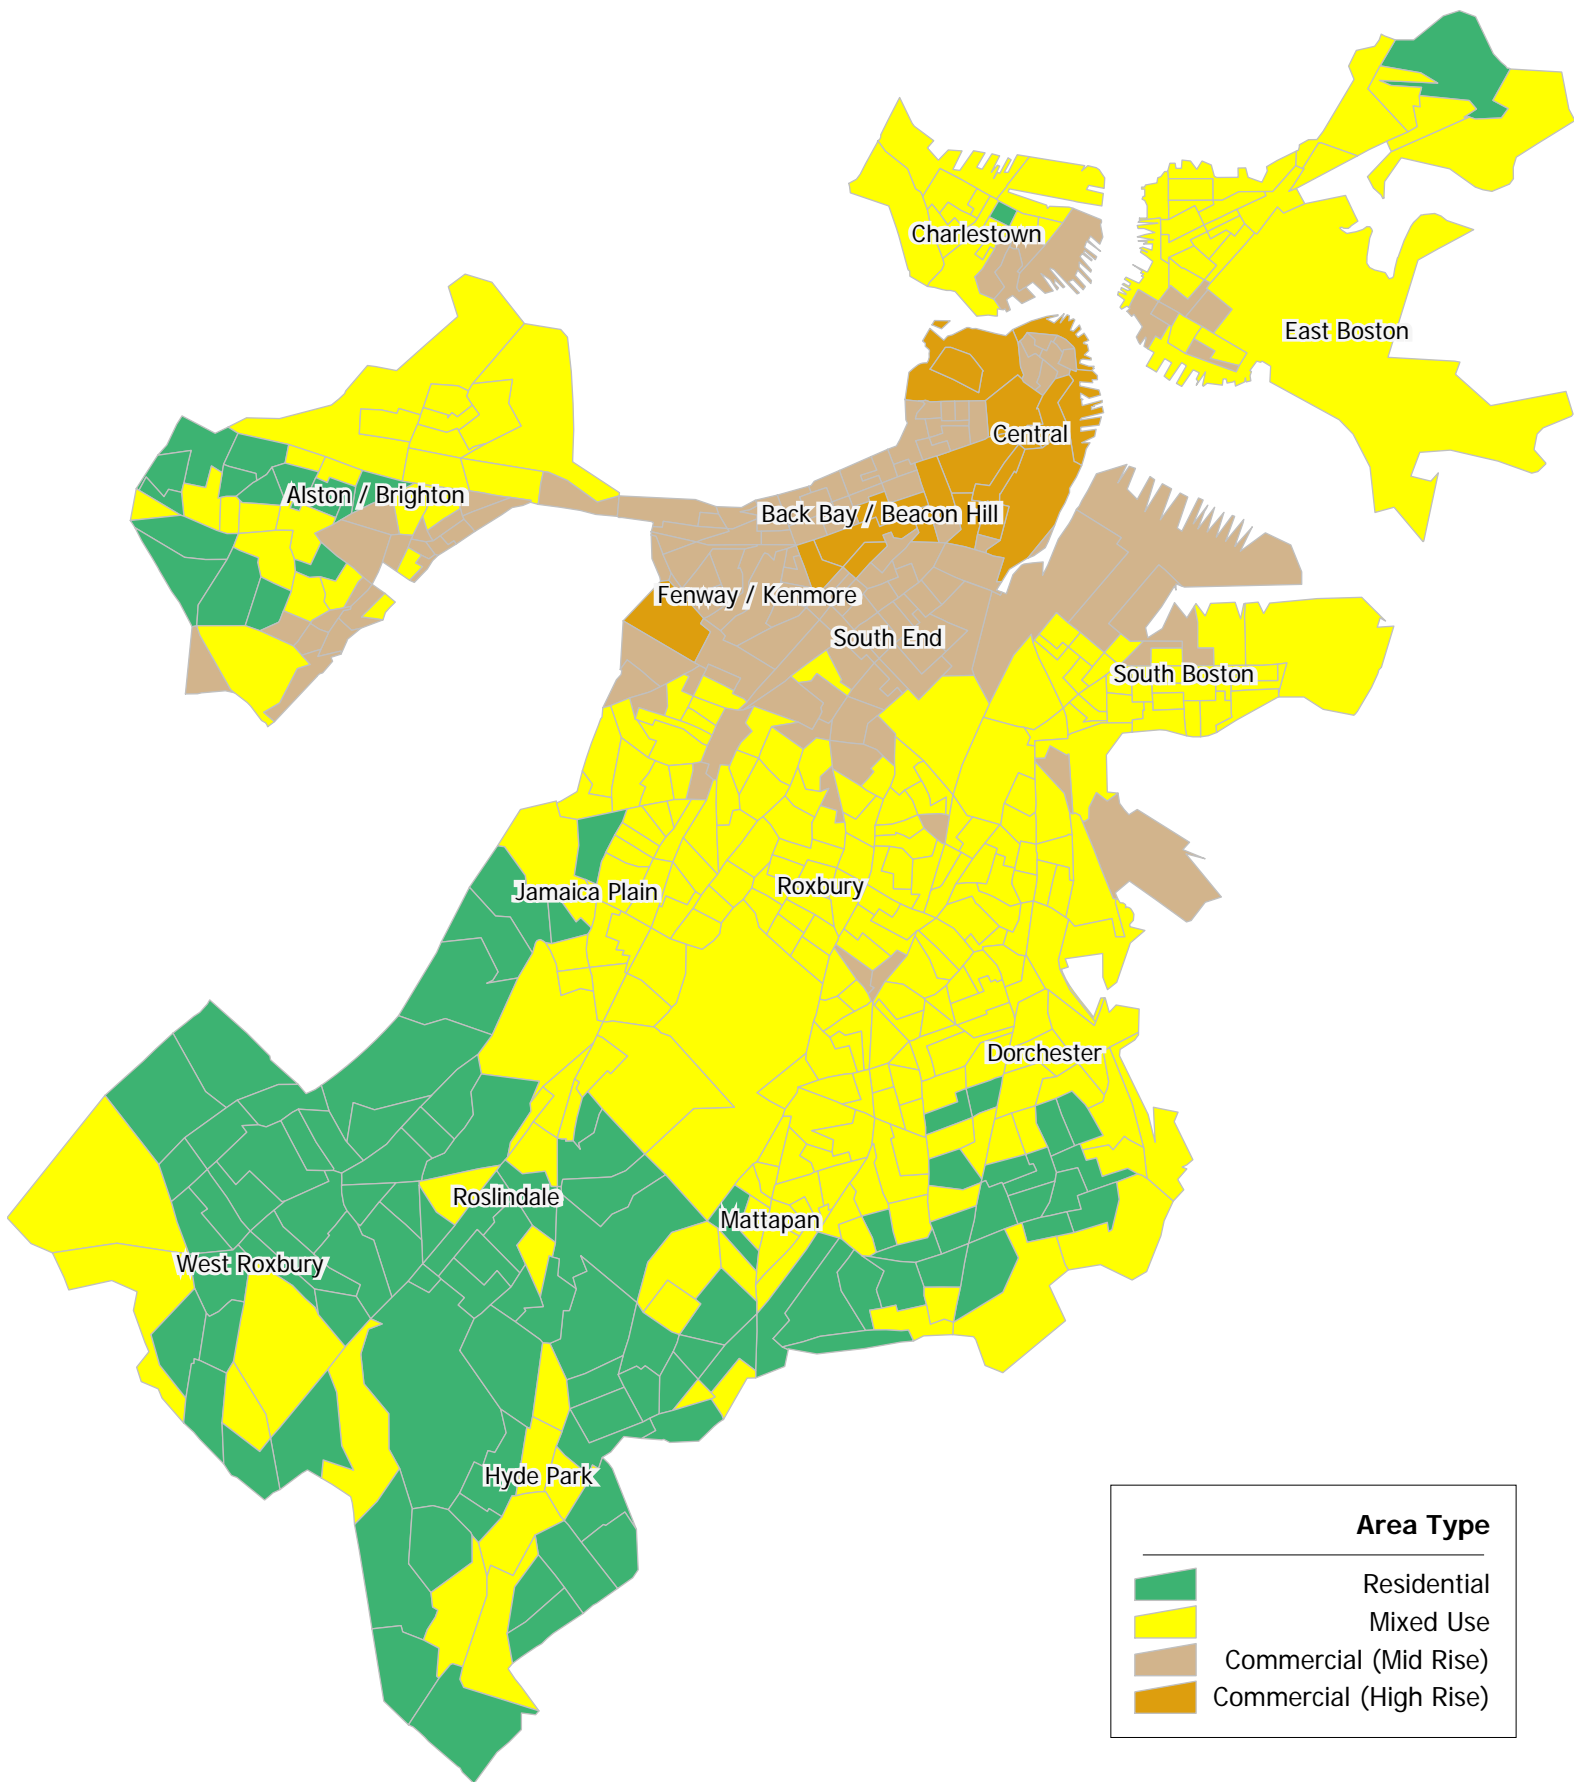 Charlestown
East Boston
Central
Alston / Brighton
Back Bay / Beacon Hill
Fenway / Kenmore
South End
South Boston
Roxbury
Jamaica Plain
Dorchester
Roslindale
Mattapan
West Roxbury
Hyde Park
Area Type
Residential
Mixed Use
Commercial (Mid Rise)
Commercial (High Rise)